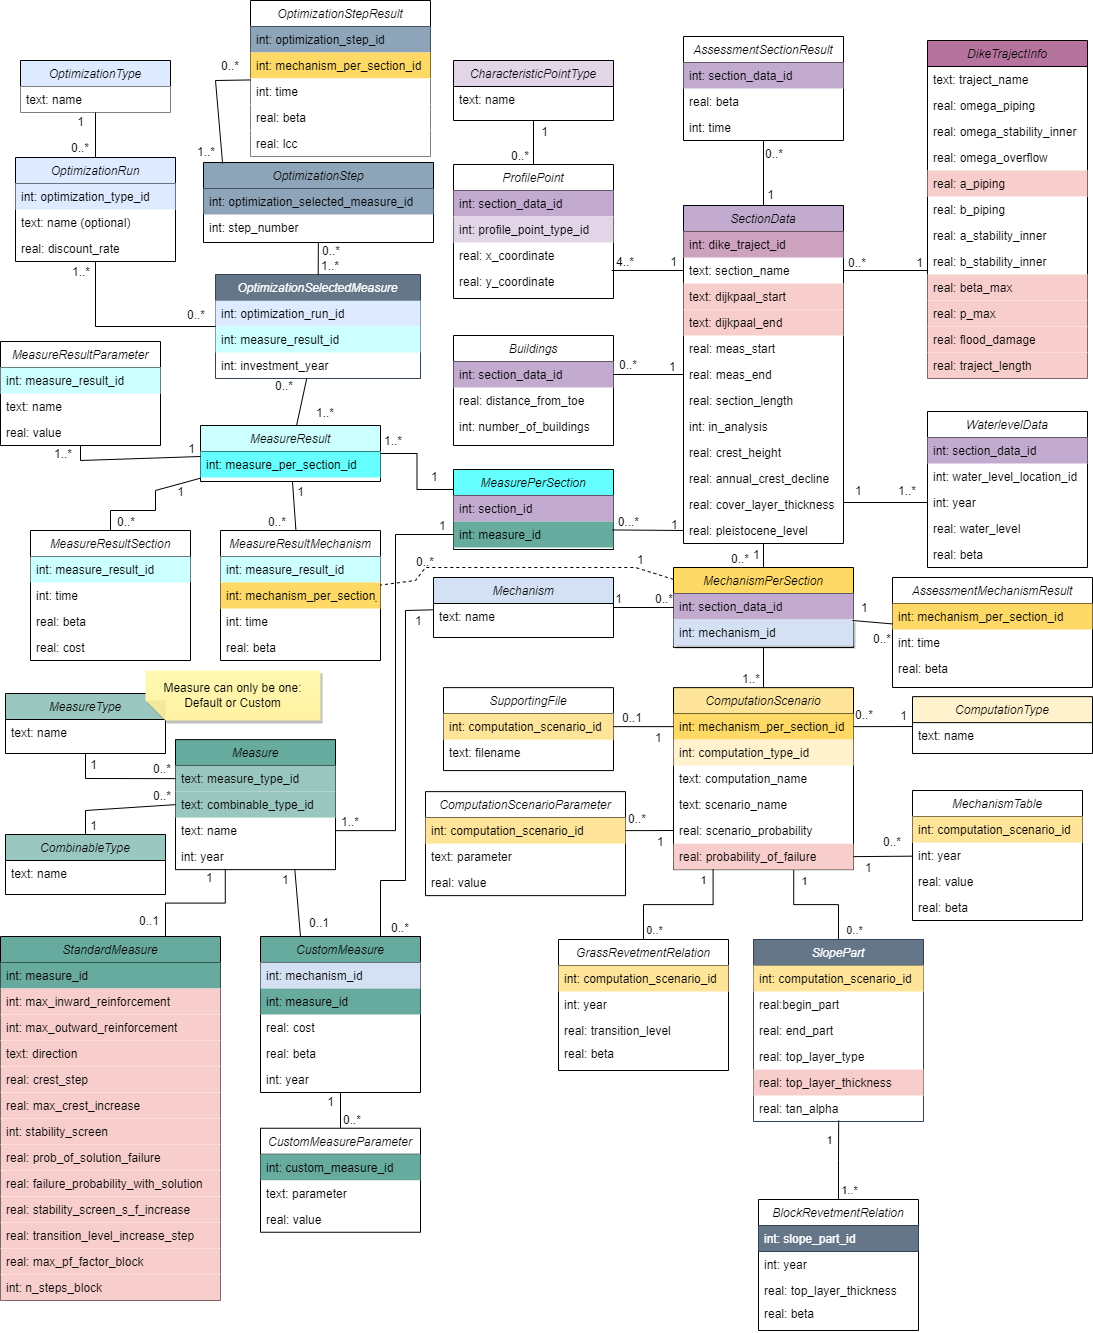 OptimizationStepResult
int: optimization_step_id
int: mechanism_per_section_id
int: time
real: beta
real: lcc
0..*
1..*
OptimizationType
text: name
1
0..*
OptimizationRun
int: optimization_type_id
text: name (optional)
real: discount_rate
1..*
0..*
OptimizationStep
int: optimization_selected_measure_id
int: step_number
0..*
1..*
OptimizationSelectedMeasure
int: optimization_run_id
int: measure_result_id
int: investment_year
0..*
1..*
CharacteristicPointType
text: name
1
0..*
ProfilePoint
int: section_data_id
int: profile_point_type_id
real: x_coordinate
real: y_coordinate
4..*
1
AssessmentSectionResult
int: section_data_id
real: beta
int: time
0..*
1
SectionData
int: dike_traject_id
text: section_name
text: dijkpaal_start
text: dijkpaal_end
real: meas_start
real: meas_end
real: section_length
int: in_analysis
real: crest_height
real: annual_crest_decline
real: cover_layer_thickness
real: pleistocene_level
0..*
1
DikeTrajectInfo
text: traject_name
real: omega_piping
real: omega_stability_inner
real: omega_overflow
real: a_piping
real: b_piping
real: a_stability_inner
real: b_stability_inner
real: beta_max
real: p_max
real: flood_damage
real: traject_length
Buildings
int: section_data_id
real: distance_from_toe
int: number_of_buildings
0..*
1
WaterlevelData
int: section_data_id
int: water_level_location_id
int: year
real: water_level
real: beta
1
1..*
MeasureResultParameter
int: measure_result_id
text: name
real: value
1..*
1
MeasureResult
int: measure_per_section_id
1..*
1
1
0..*
1
0..*
MeasurePerSection
int: section_id
int: measure_id
0...*
1
1
MeasureResultSection
int: measure_result_id
int: time
real: beta
real: cost
MeasureResultMechanism
int: measure_result_id
int: mechanism_per_section_
int: time
real: beta
0..*
1
Mechanism
text: name
1
0..*
1
0..*
1
MechanismPerSection
int: section_data_id
int: mechanism_id
1
0..*
1..*
AssessmentMechanismResult
int: mechanism_per_section_id
int: time
real: beta
Measure can only be one:
Default or Custom
MeasureType
text: name
1
0..*
0..*
1
CombinableType
text: name
Measure
text: measure_type_id
text: combinable_type_id
text: name
int: year
1..*
1
0..1
1
0..1
0..*
SupportingFile
int: computation_scenario_id
text: filename
0..1
1
ComputationScenario
int: mechanism_per_section_id
int: computation_type_id
text: computation_name
text: scenario_name
real: scenario_probability
real: probability_of_failure
0..*
1
ComputationType
text: name
ComputationScenarioParameter
int: computation_scenario_id
text: parameter
real: value
0..*
1
MechanismTable
int: computation_scenario_id
int: year
real: value
real: beta
0..*
1
1
0..*
1
0..*
StandardMeasure
int: measure_id
int: max_inward_reinforcement
int: max_outward_reinforcement
text: direction
real: crest_step
real: max_crest_increase
int: stability_screen
real: prob_of_solution_failure
real: failure_probability_with_solution
real: stability_screen_s_f_increase
real: transition_level_increase_step
real: max_pf_factor_block
int: n_steps_block
CustomMeasure
int: mechanism_id
int: measure_id
real: cost
real: beta
int: year
1
0..*
CustomMeasureParameter
int: custom_measure_id
text: parameter
real: value
GrassRevetmentRelation
int: computation_scenario_id
int: year
real: transition_level
real: beta
SlopePart
int: computation_scenario_id
real:begin_part
real: end_part
real: top_layer_type
real: top_layer_thickness
real: tan_alpha
1
1..*
BlockRevetmentRelation
int: slope_part_id
int: year
real: top_layer_thickness
real: beta